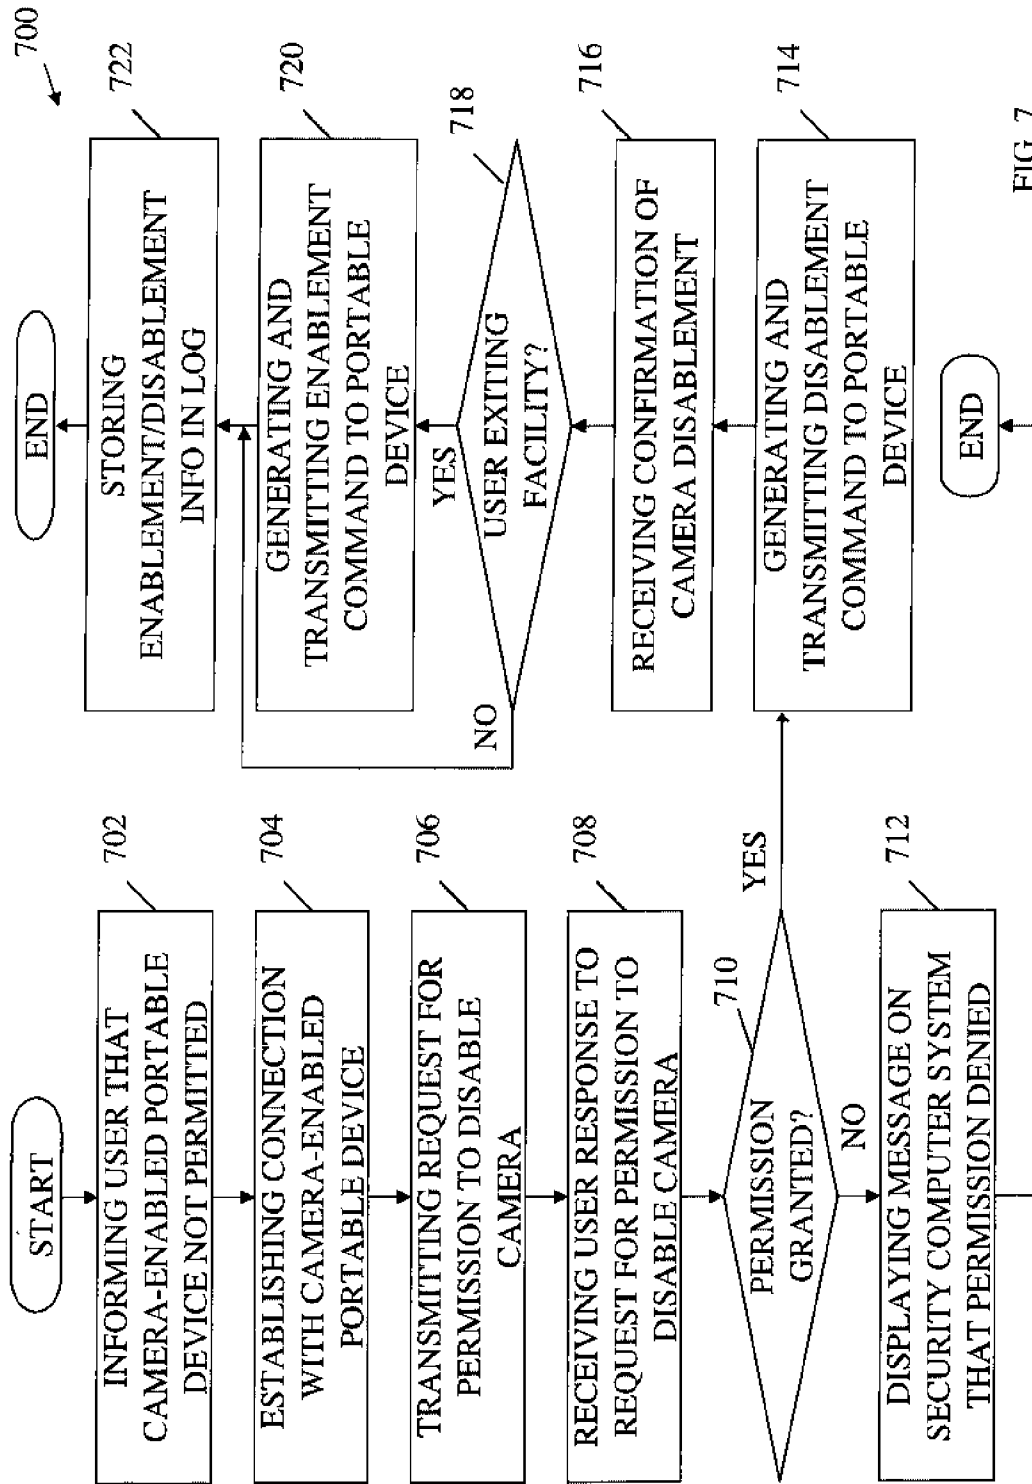 700
START
INFORMING USER THAT
CAMERA-ENABLED PORTABLE
DEVICE NOT PERMITTED
702
ESTABLISHING CONNECTION
WITH CAMERA-ENABLED
PORTABLE DEVICE
704
TRANSMITTING REQUEST FOR
PERMISSION TO DISABLE
CAMERA
706
RECEIVING USER RESPONSE TO
REQUEST FOR PERMISSION TO
DISABLE CAMERA
708
PERMISSION
GRANTED?
710
YES
NO
DISPLAYING MESSAGE ON
SECURITY COMPUTER SYSTEM
THAT PERMISSION DENIED
712
END
GENERATING AND
TRANSMITTING DISABLEMENT
COMMAND TO PORTABLE
DEVICE
714
RECEIVING CONFIRMATION OF
CAMERA DISABLEMENT
716
USER EXITING
FACILITY?
718
NO
YES
GENERATING AND
TRANSMITTING ENABLEMENT
COMMAND TO PORTABLE
DEVICE
720
STORING
ENABLEMENT/DISABLEMENT
INFO IN LOG
722
END
FIG. 7